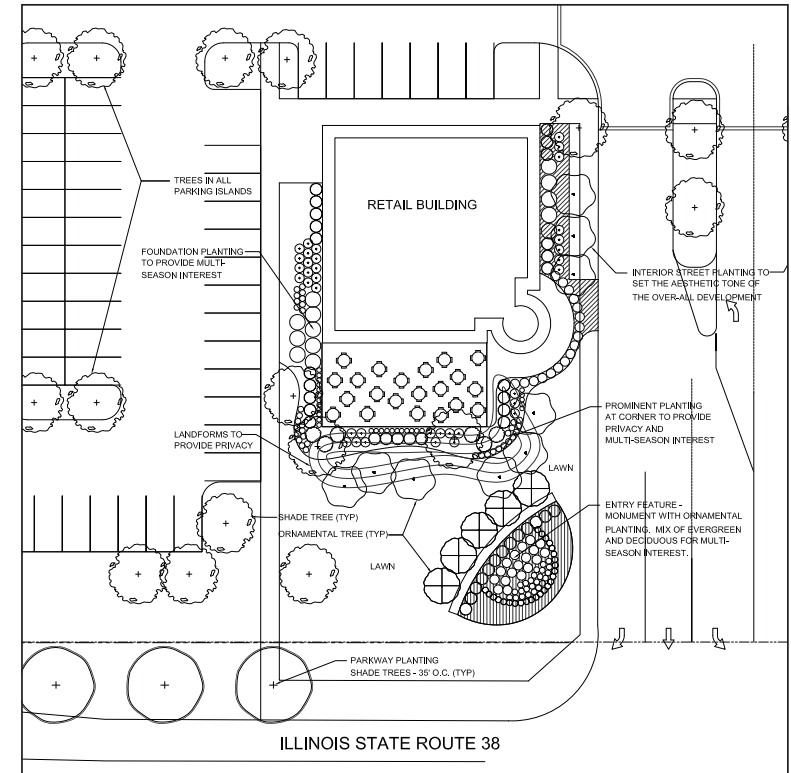 TREES IN ALL
PARKING ISLANDS
RETAIL BUILDING
FOUNDATION PLANTING
TO PROVIDE MULTI-
SEASON INTEREST
INTERIOR STREET PLANTING TO
SET THE AESTHETIC TONE OF
THE OVER-ALL DEVELOPMENT
PROMINENT PLANTING
AT CORNER TO PROVIDE
PRIVACY AND
MULTI-SEASON INTEREST
LANDFORMS TO
PROVIDE PRIVACY
LAWN
ENTRY FEATURE -
MONUMENT WITH ORNAMENTAL
PLANTING. MIX OF EVERGREEN
AND DECIDUOUS FOR MULTI-
SEASON INTEREST.
SHADE TREE (TYP)
ORNAMENTAL TREE (TYP)
LAWN
PARKWAY PLANTING
SHADE TREES - 35' O.C. (TYP)
ILLINOIS STATE ROUTE 38